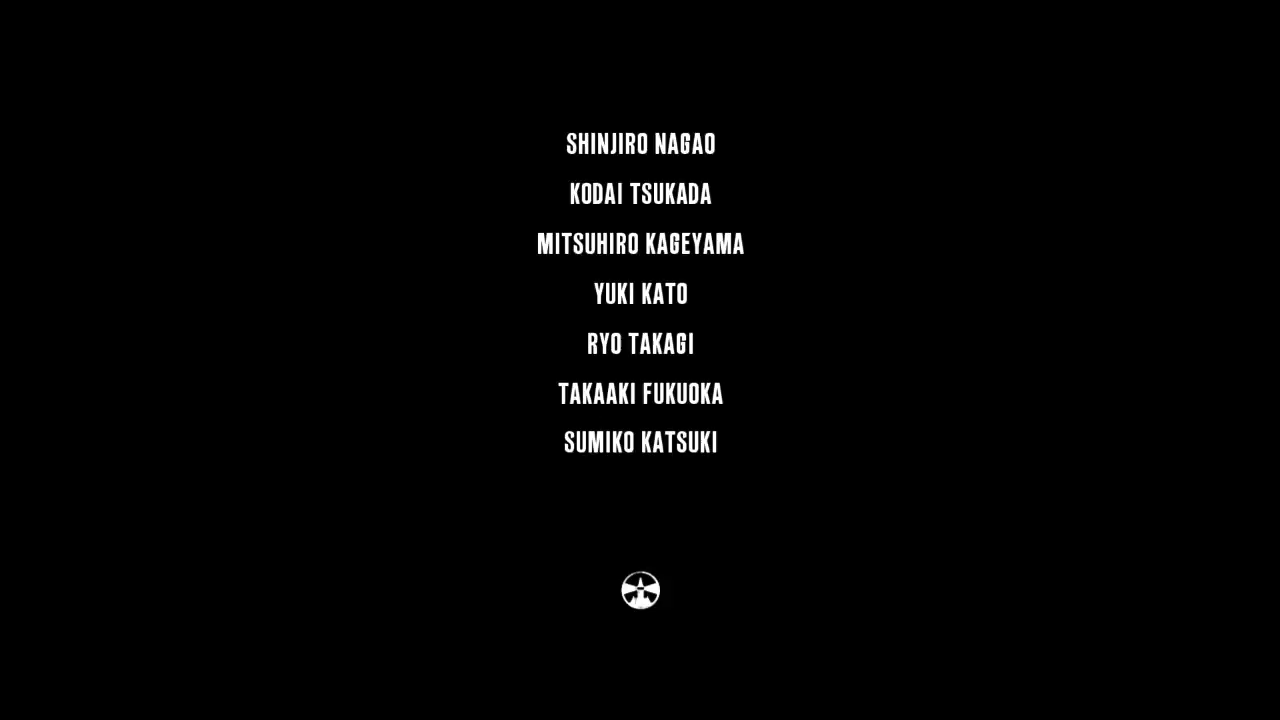 SHINJIRO NAGAO
KODAI TSUKADA
MITSUHIRO KAGEYAMA
YUKI KATO
RYO TAKAGI
TAKAAKI FUKUOKA
SUMIKO KATSUKI